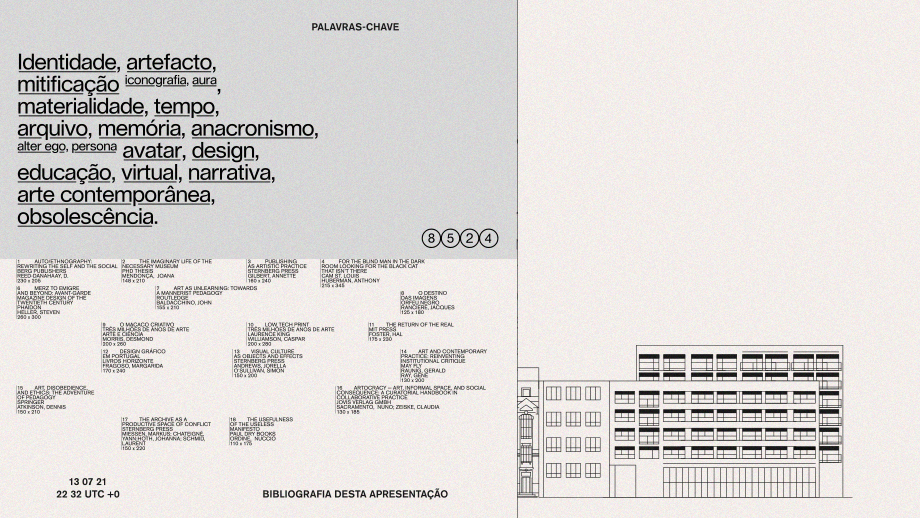 PALAVRAS-CHAVE
Identidade, artefacto,
mitificação iconografia, aura,
materialidade, tempo,
arquivo, memória, anacronismo,
alter ego, persona avatar, design,
educação, virtual, narrativa,
arte contemporânea,
obsolescência.
8 5 2 4
1 AUTO/ETHNOGRAPHY:
REWRITING THE SELF AND THE SOCIAL
BERG PUBLISHERS
REED-DANAHAY, D.
230 x 205
2 THE IMAGINARY LIFE OF THE
NECESSARY MUSEUM
PHD THESIS
MENDONÇA, JOANA
148 x 210
3 PUBLISHING
AS ARTISTIC PRACTICE
STERNBERG PRESS
GILBERT, ANNETTE
160 x 240
4 FOR THE BLIND MAN IN THE DARK
ROOM LOOKING FOR THE BLACK CAT
THAT ISN'T THERE
CAM ST. LOUIS
HUBERMAN, ANTHONY
215 x 345
6 MERZ TO EMIGRE
AND BEYOND: AVANT-GARDE
MAGAZINE DESIGN OF THE
TWENTIETH CENTURY
PHAIDON
HELLER, STEVEN
260 x 300
7 ART AS UNLEARNING: TOWARDS
A MANNERIST PEDAGOGY
ROUTLEDGE
BALDACCHINO, JOHN
155 x 210
8 O DESTINO
DAS IMAGENS
ORFEU NEGRO
RANCIÈRE, JACQUES
125 x 180
9 O MACACO CRIATIVO
TRÊS MILHÕES DE ANOS DE ARTE
ARTE E CIÊNCIA
MORRIS, DESMOND
200 x 260
10 LOW TECH PRINT
TRÊS MILHÕES DE ANOS DE ARTE
LAURENCE KING
WILLIAMSON, CASPAR
200 x 260
11 THE RETURN OF THE REAL
MIT PRESS
FOSTER, HAL
175 x 230
12 DESIGN GRÁFICO
EM PORTUGAL
LIVROS HORIZONTE
FRAGOSO, MARGARIDA
170 x 240
13 VISUAL CULTURE
AS OBJECTS AND EFFECTS
STERNBERG PRESS
ANDREWS, JORELLA
O'SULLIVAN, SIMON
150 x 200
14 ART AND CONTEMPORARY
PRACTICE: REINVENTING
INSTITUTIONAL CRITIQUE
MAY FLY
RAUNIG, GERALD
RAY, GENE
130 x 200
15 ART, DISOBEDIENCE,
AND ETHICS: THE ADVENTURE
OF PEDAGOGY
SPRINGER
ATKINSON, DENNIS
150 x 210
16 ARTOCRACY – ART, INFORMAL SPACE, AND SOCIAL
CONSEQUENCE: A CURATORIAL HANDBOOK IN
COLLABORATIVE PRACTICE
JOVIS VERLAG GMBH
SACRAMENTO, NUNO; ZEISKE, CLAUDIA
130 x 185
17 THE ARCHIVE AS A
PRODUCTIVE SPACE OF CONFLICT
STERNBERG PRESS
MIESSEN, MARKUS; CHATEIGNE,
YANN; HOTH, JOHANNA; SCHMID,
LAURENT
150 x 220
THE USEFULNESS
OF THE USELESS
MANIFESTO
PAUL DRY BOOKS
ORDINE, NUCCIO
110 x 175
13 07 21
22 32 UTC +0
BIBLIOGRAFIA DESTA APRESENTAÇÃO